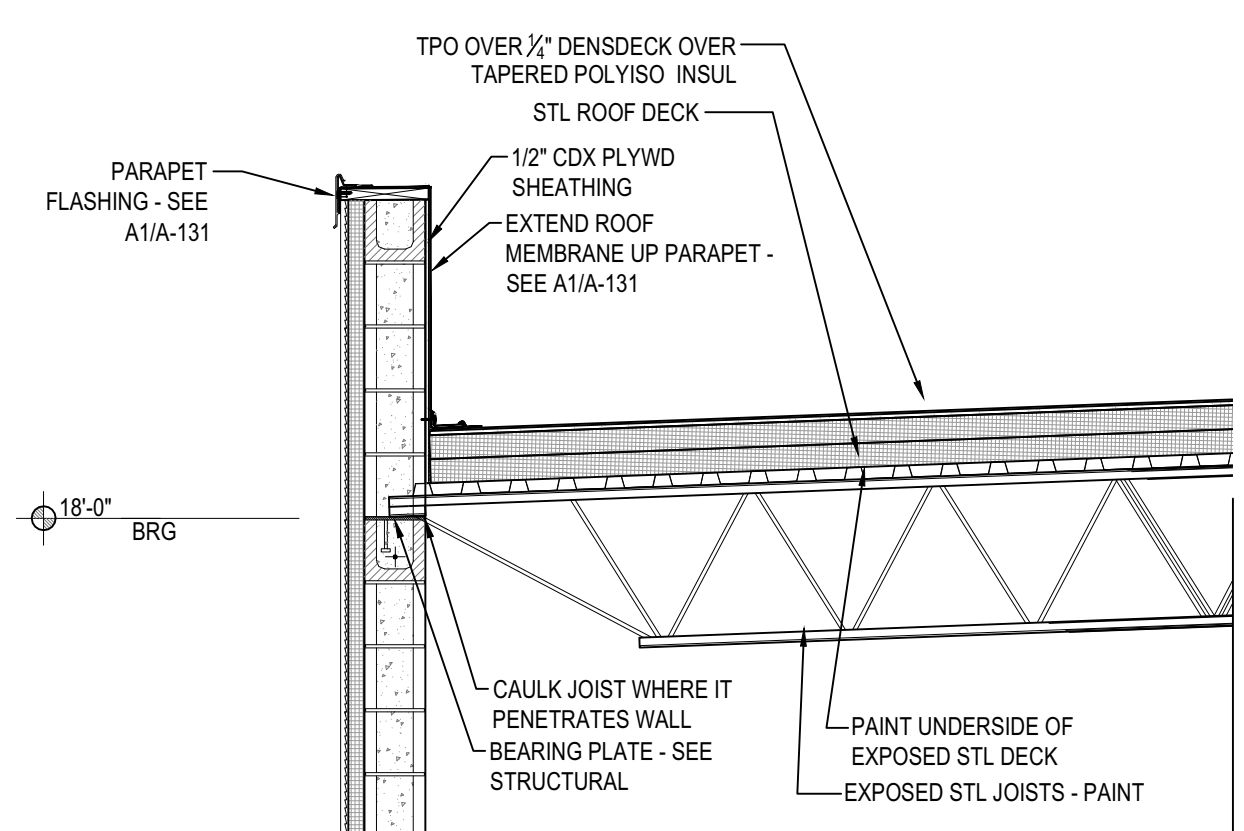 TPO OVER ¼" DENSDECK OVER
TAPERED POLYISO INSUL
STL ROOF DECK
PARAPET
FLASHING - SEE
A1/A-131
1/2" CDX PLYWD
SHEATHING
EXTEND ROOF
MEMBRANE UP PARAPET -
SEE A1/A-131
18'-0"
BRG
CAULK JOIST WHERE IT
PENETRATES WALL
BEARING PLATE - SEE
STRUCTURAL
PAINT UNDERSIDE OF
EXPOSED STL DECK
EXPOSED STL JOISTS - PAINT